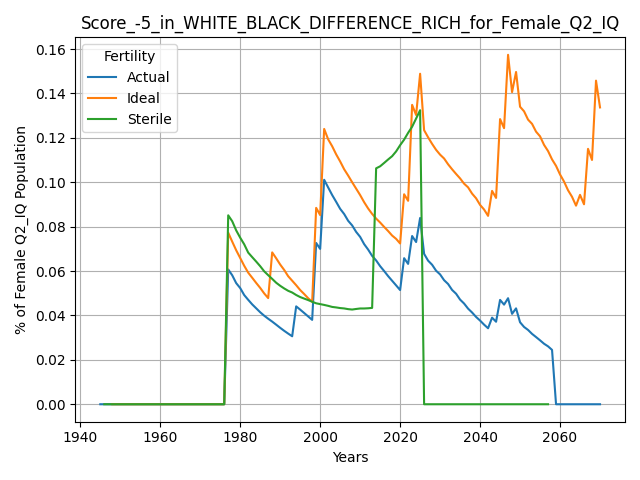 Score_-5_in_WHITE_BLACK_DIFFERENCE_RICH_for_Female_Q2_IQ
% of Female Q2_IQ Population
0.16
0.14
0.12
0.10
0.08
0.06
0.04
0.02
0.00
Fertility
Actual
Ideal
Sterile
1940 1960 1980 2000 2020 2040 2060
Years